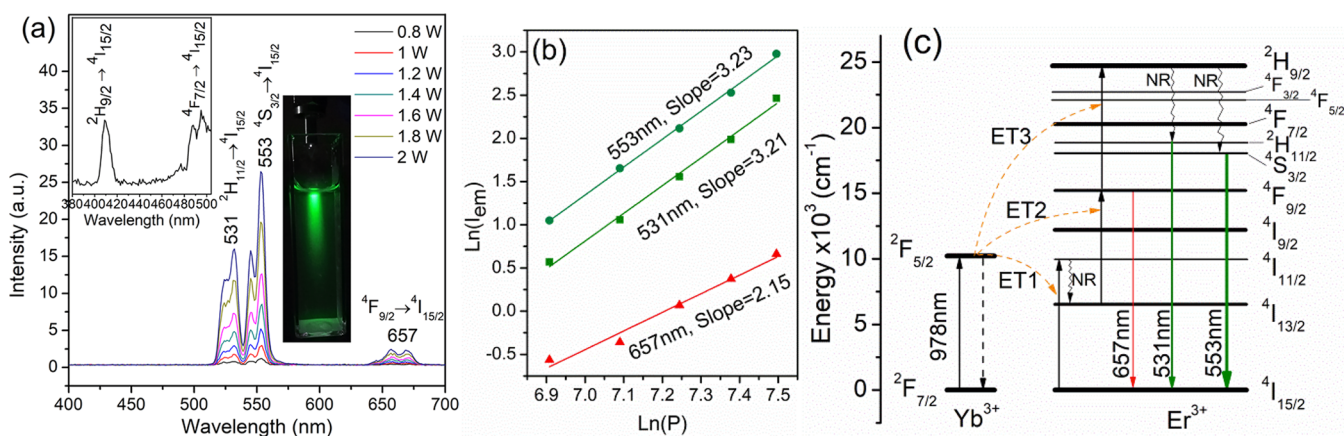 (a)
²H₉/₂→⁴I₁₅/₂
⁴F₇/₂→⁴I₁₅/₂
380 400 420 440 460 480 500
Wavelength (nm)
0.8 W
1 W
1.2 W
1.4 W
1.6 W
1.8 W
2 W
531
²H₁₁/₂→⁴I₁₅/₂
553
⁴S₃/₂→⁴I₁₅/₂
⁴F₉/₂→⁴I₁₅/₂
657
Intensity (a.u.)
40
35
30
25
20
15
10
5
0
400 450 500 550 600 650 700
Wavelength (nm)
(b)
553nm, Slope=3.23
531nm, Slope=3.21
657nm, Slope=2.15
Ln(Iem)
3.0
2.5
2.0
1.5
1.0
0.5
0.0
-0.5
6.9 7.0 7.1 7.2 7.3 7.4 7.5
Ln(P)
(c)
Energy x10³ (cm⁻¹)
25
20
15
10
5
0
²F₅/₂
²F₇/₂
978nm
Yb³⁺
ET3
ET2
ET1
NR
NR
NR
657nm
531nm
553nm
²H₉/₂
⁴F₃/₂
⁴F₅/₂
⁴F₇/₂
²H₁₁/₂
⁴S₃/₂
⁴F₉/₂
⁴I₉/₂
⁴I₁₁/₂
⁴I₁₃/₂
⁴I₁₅/₂
Er³⁺